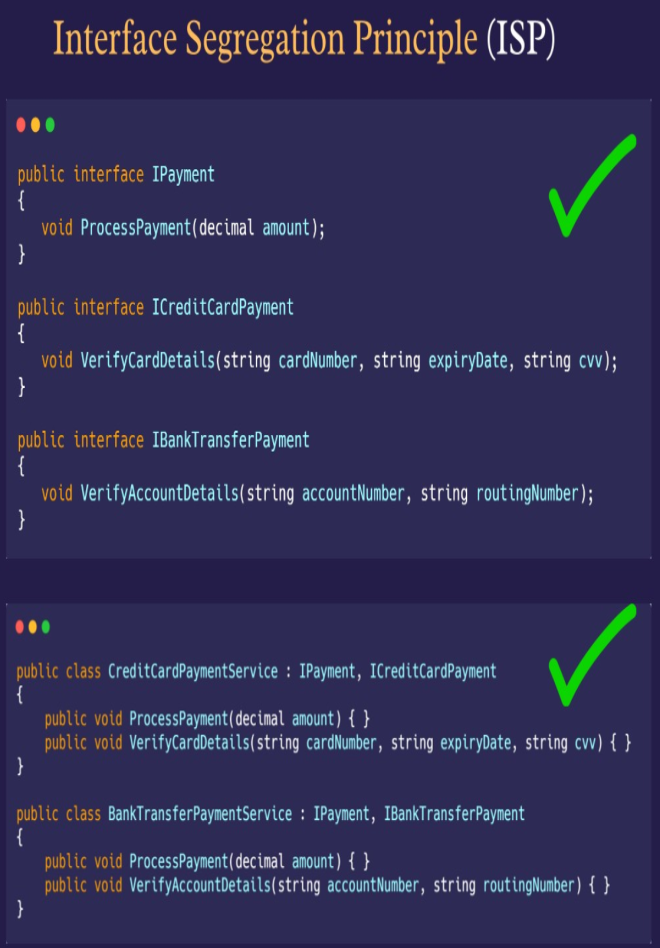 Interface Segregation Principle (ISP)
public interface IPayment
{
void ProcessPayment(decimal amount);
}
public interface ICreditCardPayment
{
void VerifyCardDetails(string cardNumber, string expiryDate, string cvv);
}
public interface IBankTransferPayment
{
void VerifyAccountDetails(string accountNumber, string routingNumber);
}
public class CreditCardPaymentService : IPayment, ICreditCardPayment
{
public void ProcessPayment(decimal amount) { }
public void VerifyCardDetails(string cardNumber, string expiryDate, string cvv) { }
}
public class BankTransferPaymentService : IPayment, IBankTransferPayment
{
public void ProcessPayment(decimal amount) { }
public void VerifyAccountDetails(string accountNumber, string routingNumber) { }
}